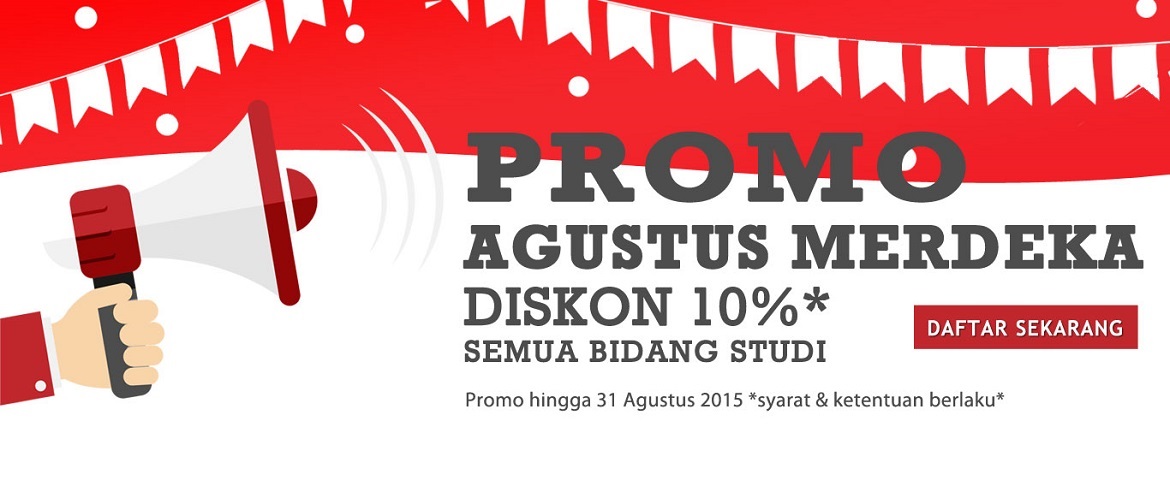 PROMO
AGUSTUS MERDEKA
DISKON 10%*
SEMUA BIDANG STUDI
DAFTAR SEKARANG
Promo hingga 31 Agustus 2015 *syarat & ketentuan berlaku*